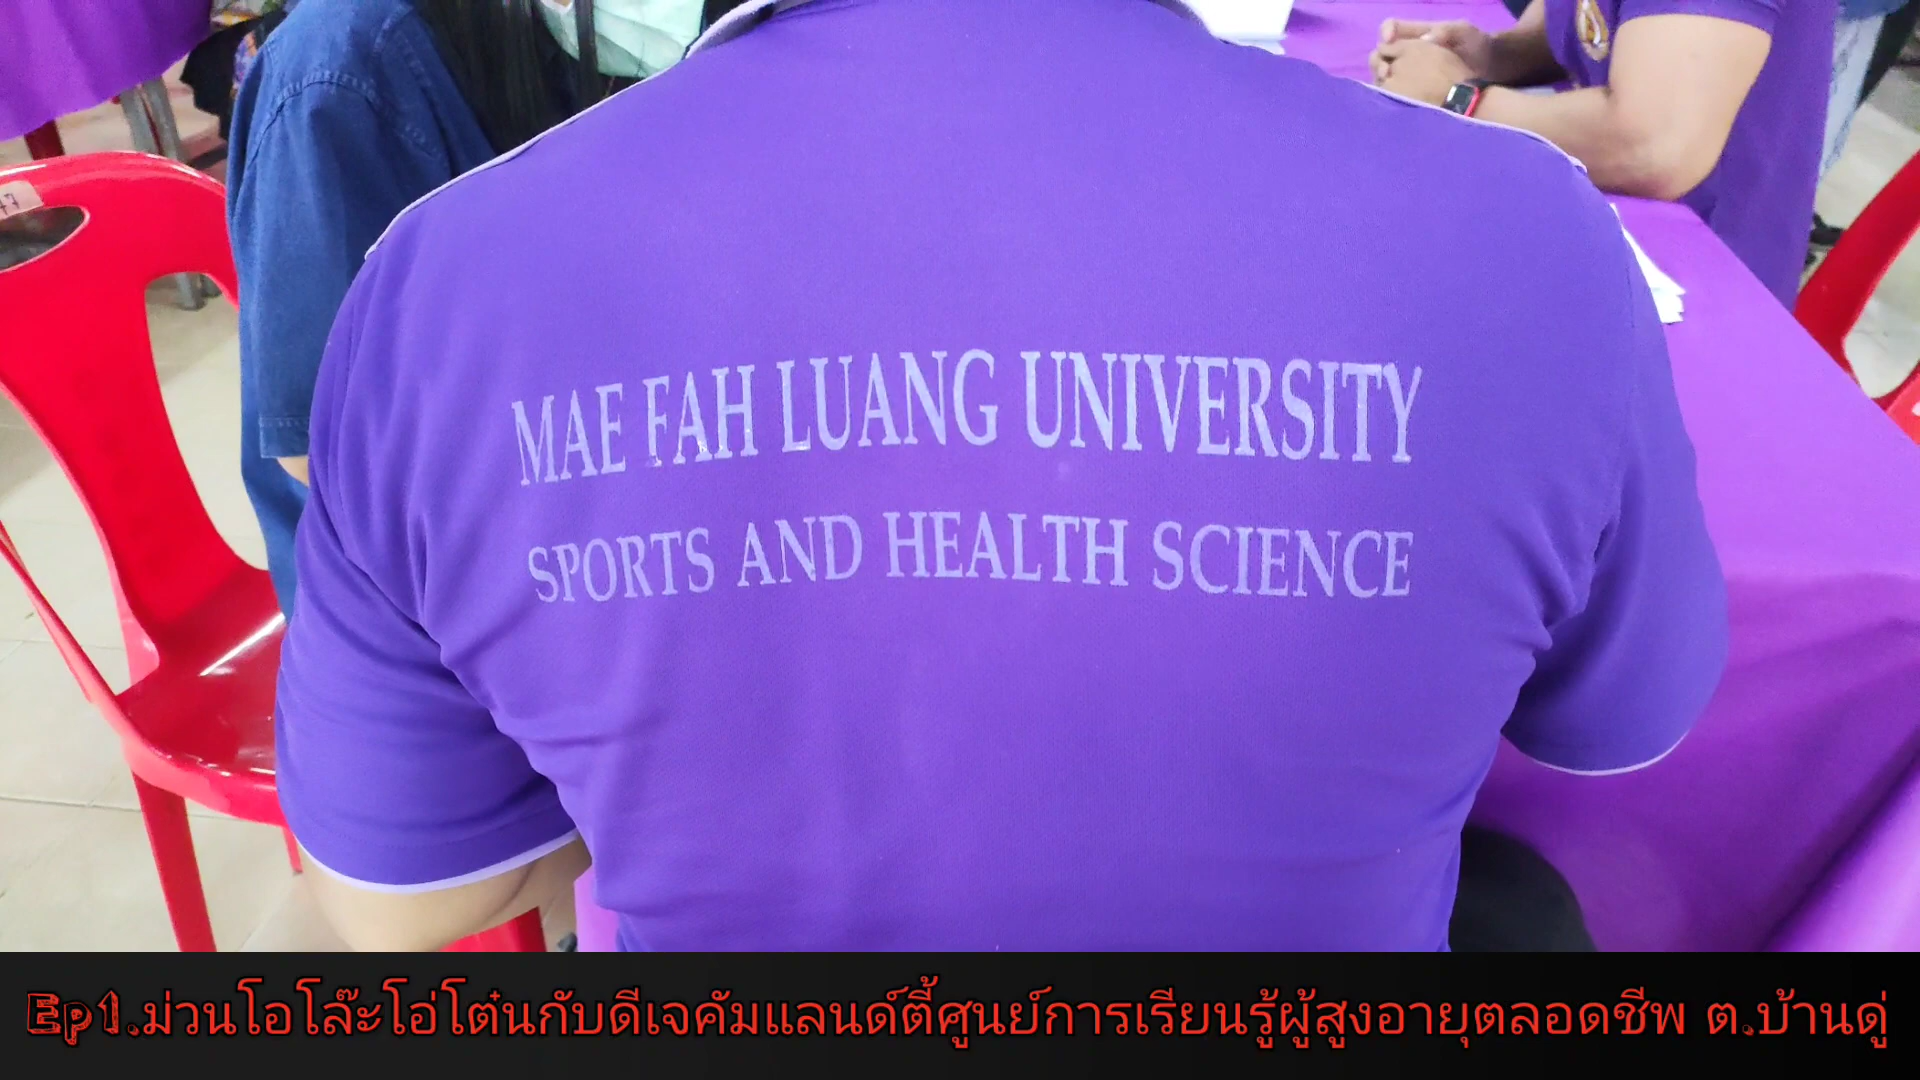 MAE FAH LUANG UNIVERSITY
SPORTS AND HEALTH SCIENCE
Ep1.ม่วนโอโล๊ะโอ่โต๋นกับดีเจคัมแลนด์ตี้ศูนย์การเรียนรู้ผู้สูงอายุตลอดชีพ ต.บ้านดู่